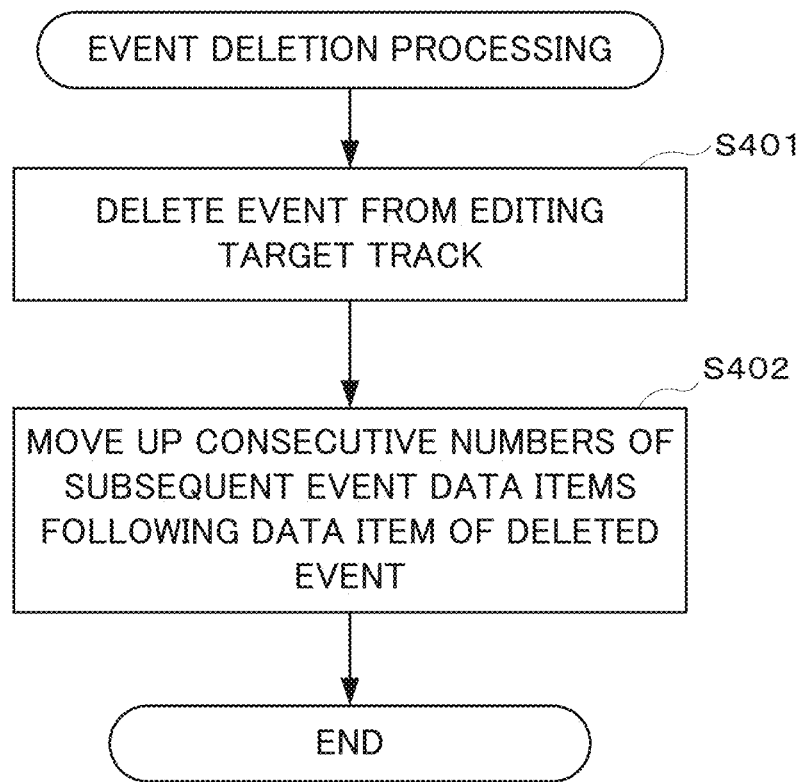 EVENT DELETION PROCESSING
S401
DELETE EVENT FROM EDITING
TARGET TRACK
S402
MOVE UP CONSECUTIVE NUMBERS OF
SUBSEQUENT EVENT DATA ITEMS
FOLLOWING DATA ITEM OF DELETED
EVENT
END